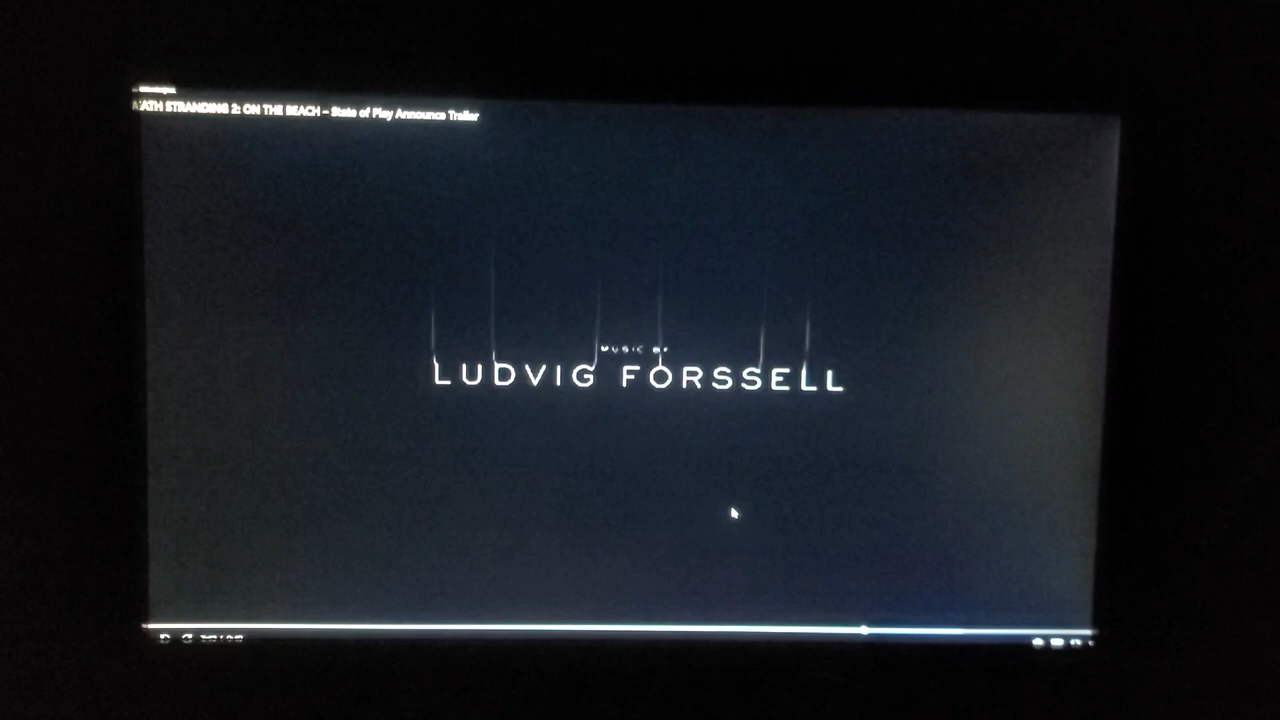 ATH STRANDING 2: ON THE BEACH – State of Play Announce Trailer
MUSIC BY
LUDVIG FORSSELL